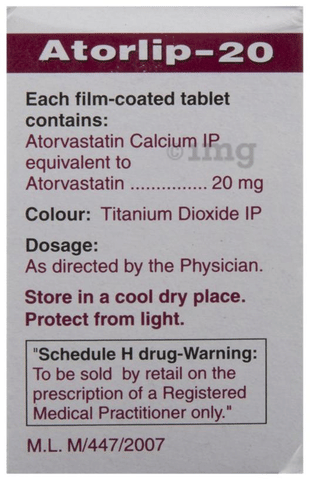 Atorlip-20
Each film-coated tablet
contains:
Atorvastatin Calcium IP
equivalent to
Atorvastatin ............... 20 mg
1mg
Colour: Titanium Dioxide IP
Dosage:
As directed by the Physician.
Store in a cool dry place.
Protect from light.
"Schedule H drug-Warning:
To be sold by retail on the
prescription of a Registered
Medical Practitioner only."
M.L. M/447/2007